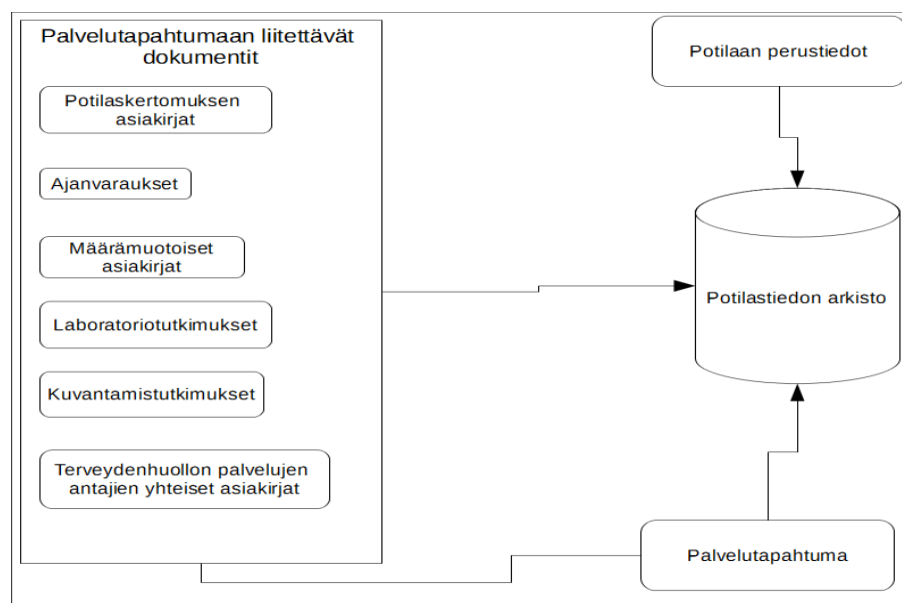 Palvelutapahtumaan liitettävät
dokumentit
Potilaskertomuksen
asiakirjat
Ajanvaraukset
Määrämuotoiset
asiakirjat
Laboratoriotutkimukset
Kuvantamistutkimukset
Terveydenhuollon palvelujen
antajien yhteiset asiakirjat
Potilaan perustiedot
Potilastiedon arkisto
Palvelutapahtuma